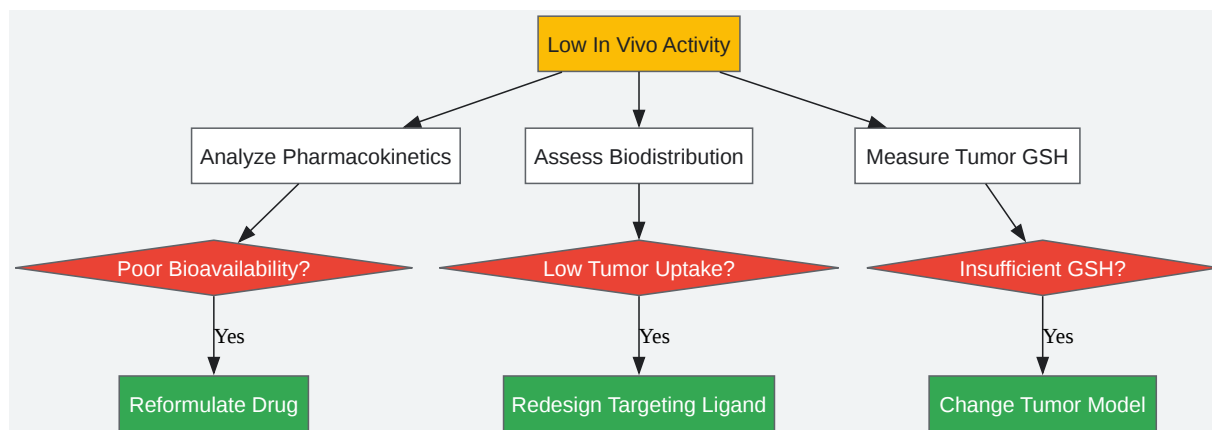 Low In Vivo Activity
Analyze Pharmacokinetics
Assess Biodistribution
Measure Tumor GSH
Poor Bioavailability?
Low Tumor Uptake?
Insufficient GSH?
Yes
Yes
Yes
Reformulate Drug
Redesign Targeting Ligand
Change Tumor Model